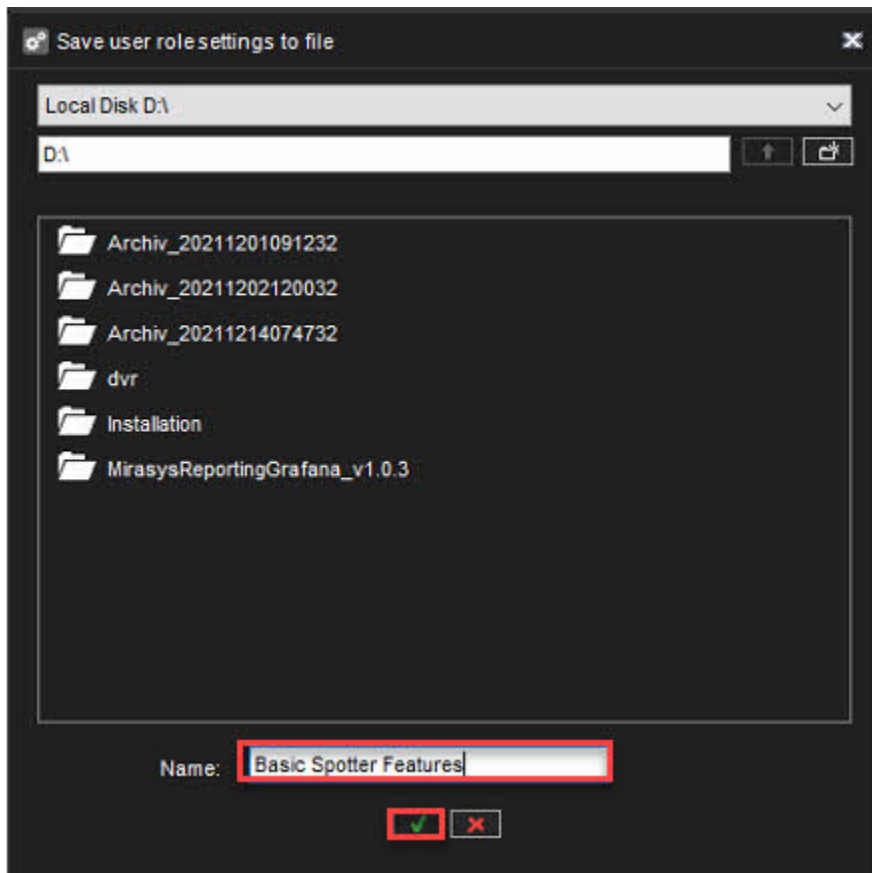 Save user role settings to file
Local Disk D:\
D:\
Archiv_20211201091232
Archiv_20211202120032
Archiv_20211214074732
dvr
Installation
MirasysReportingGrafana_v1.0.3
Name: Basic Spotter Features